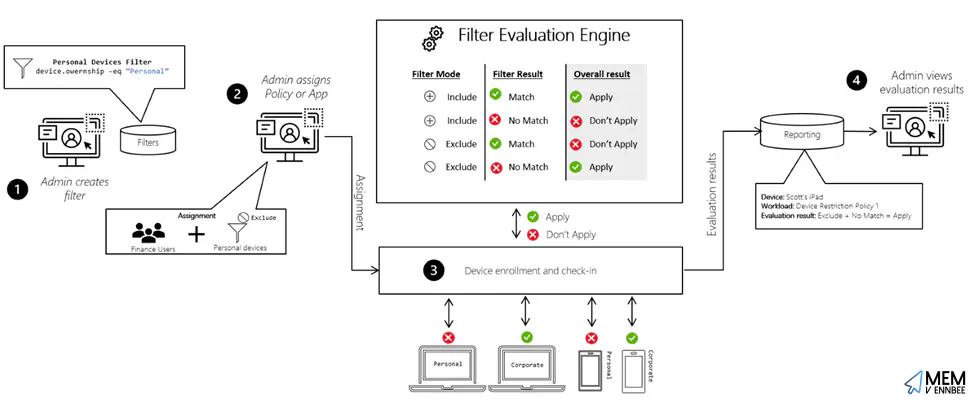 Personal Devices Filter
device.owernship -eq "Personal"
Filters
1
Admin creates
filter
2
Admin assigns
Policy or App
Assignment
Exclude
Finance Users
Personal devices
Assignment
Filter Evaluation Engine
Filter Mode Filter Result Overall result
Include Match Apply
Include No Match Don't Apply
Exclude Match Don't Apply
Exclude No Match Apply
Apply
Don't Apply
3 Device enrollment and check-in
Personal
Corporate
Personal
Corporate
Evaluation results
Reporting
4
Admin views
evaluation results
Device: Scott's iPad
Workload: Device Restriction Policy 1
Evaluation result: Exclude + No Match = Apply
MEM
V ENNBEE